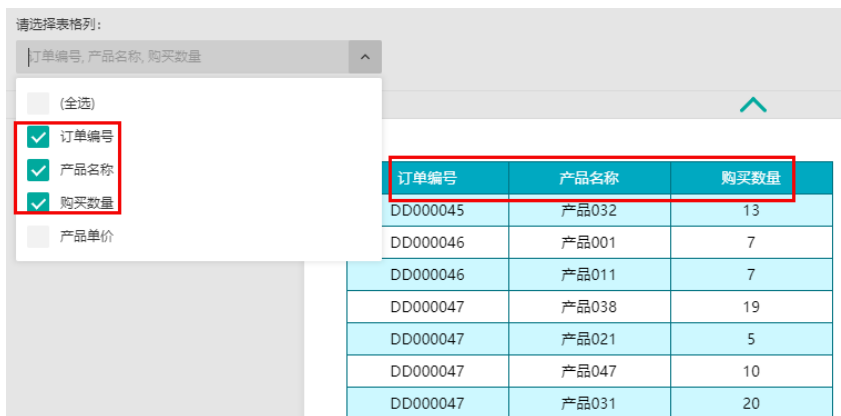 请选择表格列：
订单编号, 产品名称, 购买数量
(全选)
订单编号
产品名称
购买数量
产品单价
订单编号 产品名称 购买数量
DD000045 产品032 13
DD000046 产品001 7
DD000046 产品011 7
DD000047 产品038 19
DD000047 产品021 5
DD000047 产品047 10
DD000047 产品031 20